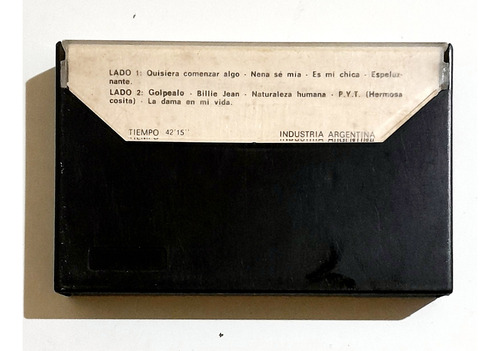 LADO 1: Quisiera comenzar algo - Nena sé mía - Es mi chica - Espeluz-
nante.
LADO 2: Golpealo - Billie Jean - Naturaleza humana - P.Y.T. (Hermosa
cosita) - La dama en mi vida.
TIEMPO 42'15'' INDUSTRIA ARGENTINA